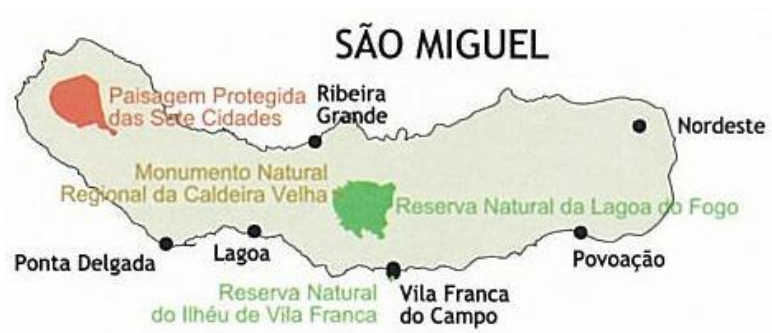 SÃO MIGUEL
Paisagem Protegida
das Sete Cidades
Ribeira
Grande
Nordeste
Monumento Natural
Regional da Caldeira Velha
Reserva Natural da Lagoa do Fogo
Ponta Delgada
Lagoa
Povoação
Reserva Natural
do Ilhéu de Vila Franca
Vila Franca
do Campo